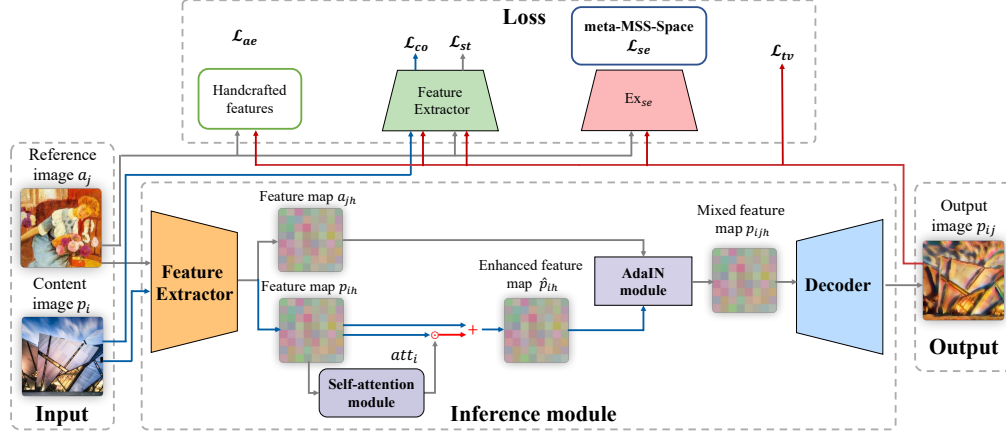 Loss
meta-MSS-Space
ℒ_se
ℒ_ae
ℒ_co
ℒ_st
ℒ_tv
Handcrafted
features
Feature
Extractor
Ex_se
Reference
image a_j
Content
image p_i
Input
Feature
Extractor
Feature map a_jh
Feature map p_ih
att_i
Self-attention
module
+
Enhanced feature
map p̂_ih
AdaIN
module
Mixed feature
map p_ijh
Decoder
Inference module
Output
image p_ij
Output